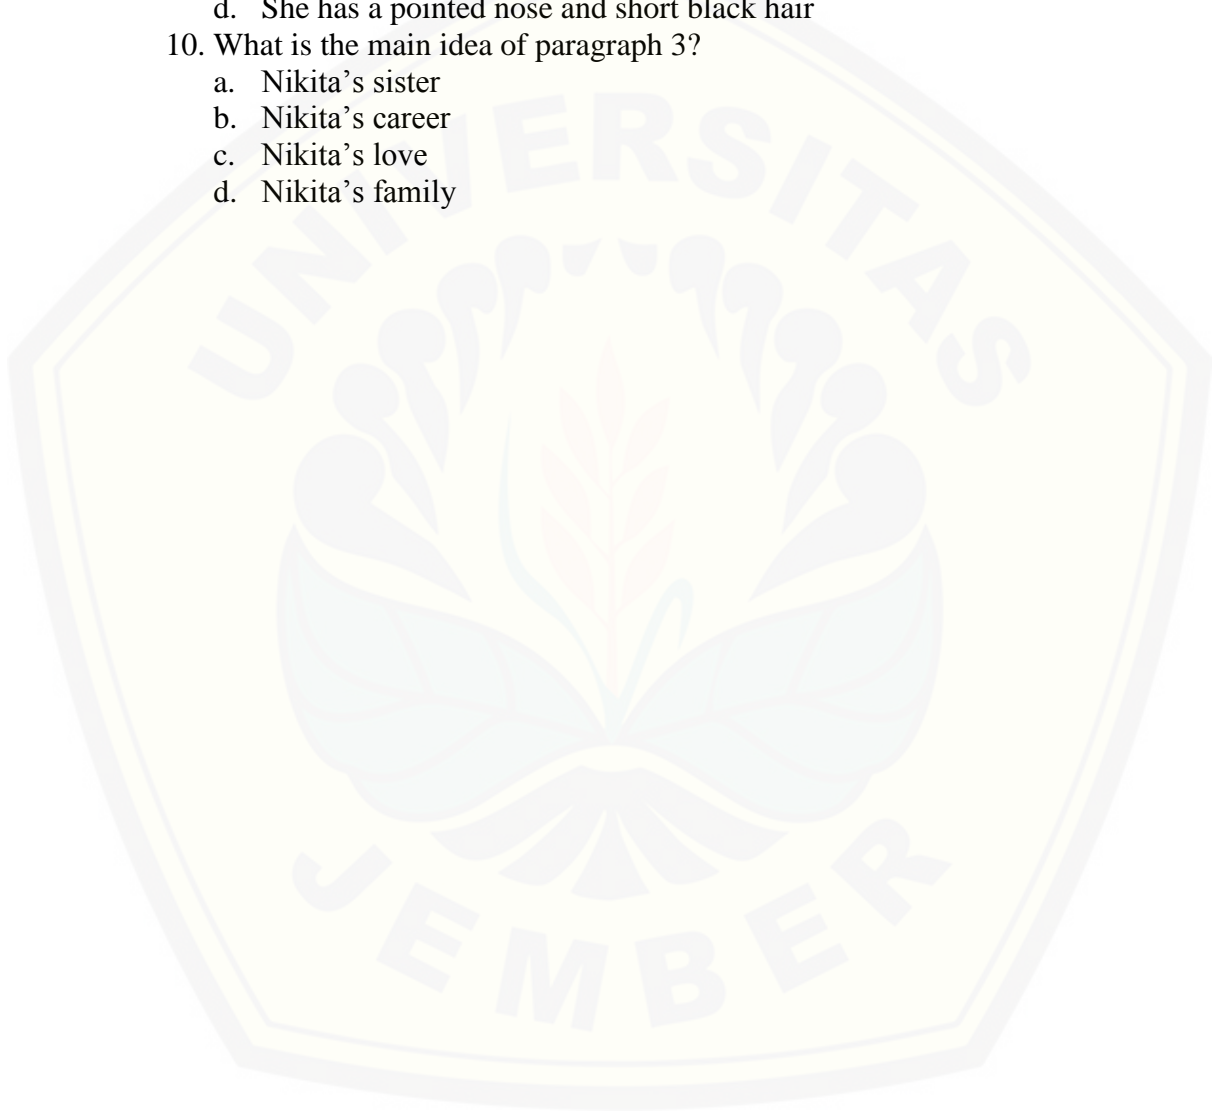 d. She has a pointed nose and short black hair
10. What is the main idea of paragraph 3?
a. Nikita’s sister
b. Nikita’s career
c. Nikita’s love
d. Nikita’s family
UNIVERSITAS
JEMBER